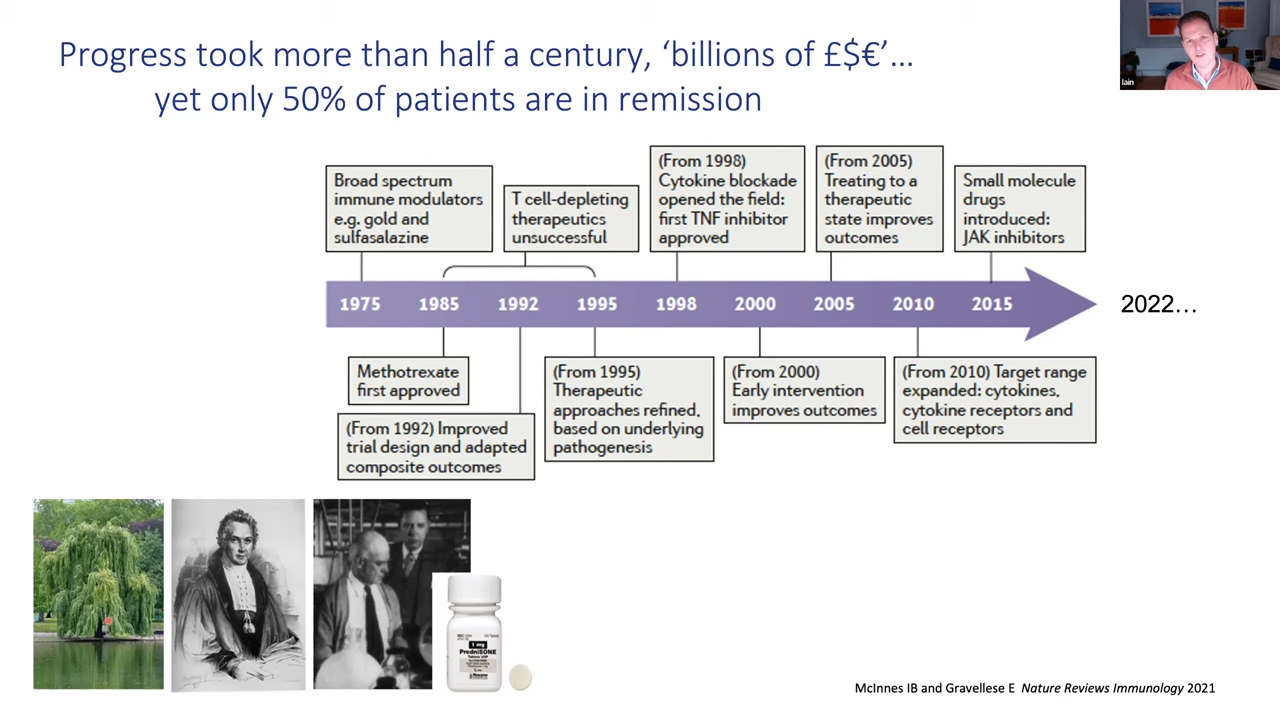 Progress took more than half a century, ‘billions of £$€’…
yet only 50% of patients are in remission
Iain
Broad spectrum
immune modulators
e.g. gold and
sulfasalazine
T cell-depleting
therapeutics
unsuccessful
(From 1998)
Cytokine blockade
opened the field:
first TNF inhibitor
approved
(From 2005)
Treating to a
therapeutic
state improves
outcomes
Small molecule
drugs
introduced:
JAK inhibitors
1975 1985 1992 1995 1998 2000 2005 2010 2015
2022…
Methotrexate
first approved
(From 1992) Improved
trial design and adapted
composite outcomes
(From 1995)
Therapeutic
approaches refined,
based on underlying
pathogenesis
(From 2000)
Early intervention
improves outcomes
(From 2010) Target range
expanded: cytokines,
cytokine receptors and
cell receptors
1 mg
PredniSONE
McInnes IB and Gravellese E Nature Reviews Immunology 2021